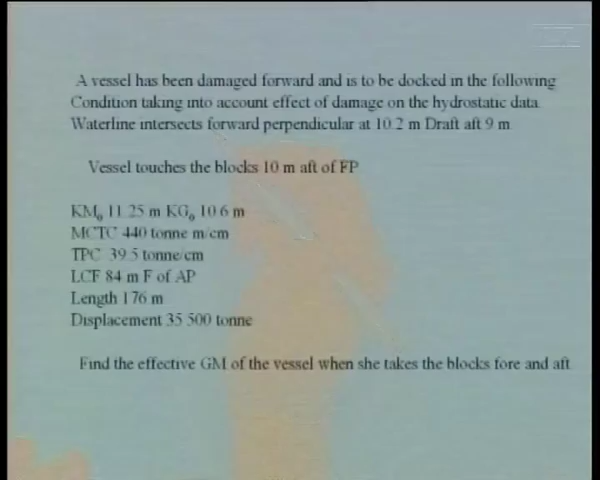 A vessel has been damaged forward and is to be docked in the following
Condition taking into account effect of damage on the hydrostatic data.
Waterline intersects forward perpendicular at 10.2 m Draft aft 9 m
Vessel touches the blocks 10 m aft of FP
KM₀ 11.25 m KG₀ 10.6 m
MCTC 440 tonne m/cm
TPC 39.5 tonne/cm
LCF 84 m F of AP
Length 176 m
Displacement 35 500 tonne
Find the effective GM of the vessel when she takes the blocks fore and aft